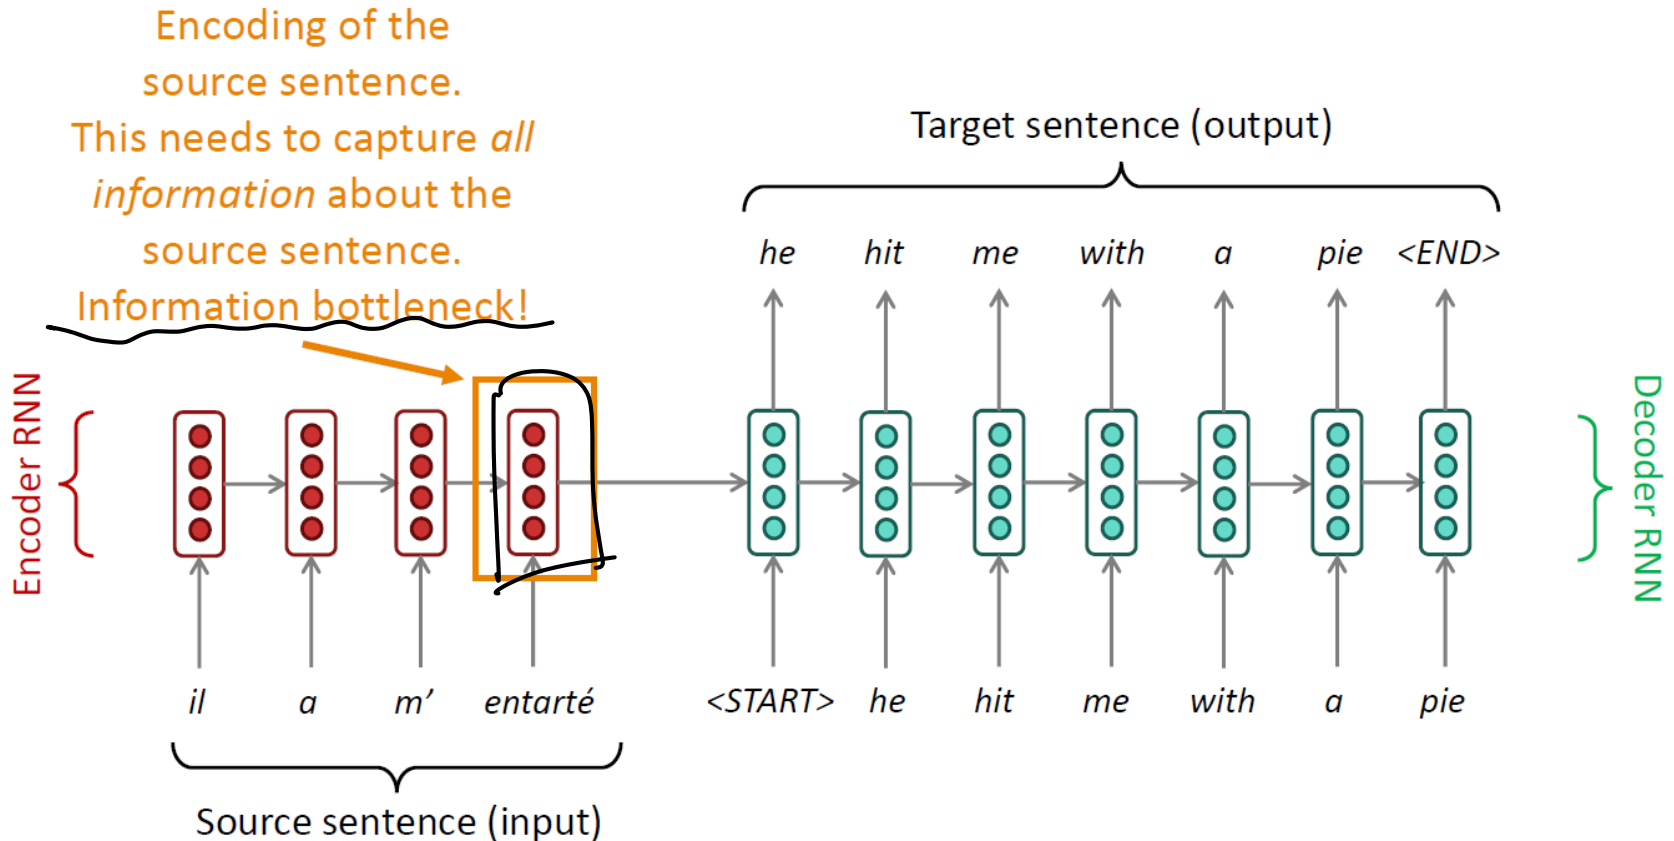 Encoding of the
source sentence.
This needs to capture all
information about the
source sentence.
Information bottleneck!
Target sentence (output)
he hit me with a pie <END>
Encoder RNN
Decoder RNN
il a m’ entarté
<START> he hit me with a pie
Source sentence (input)